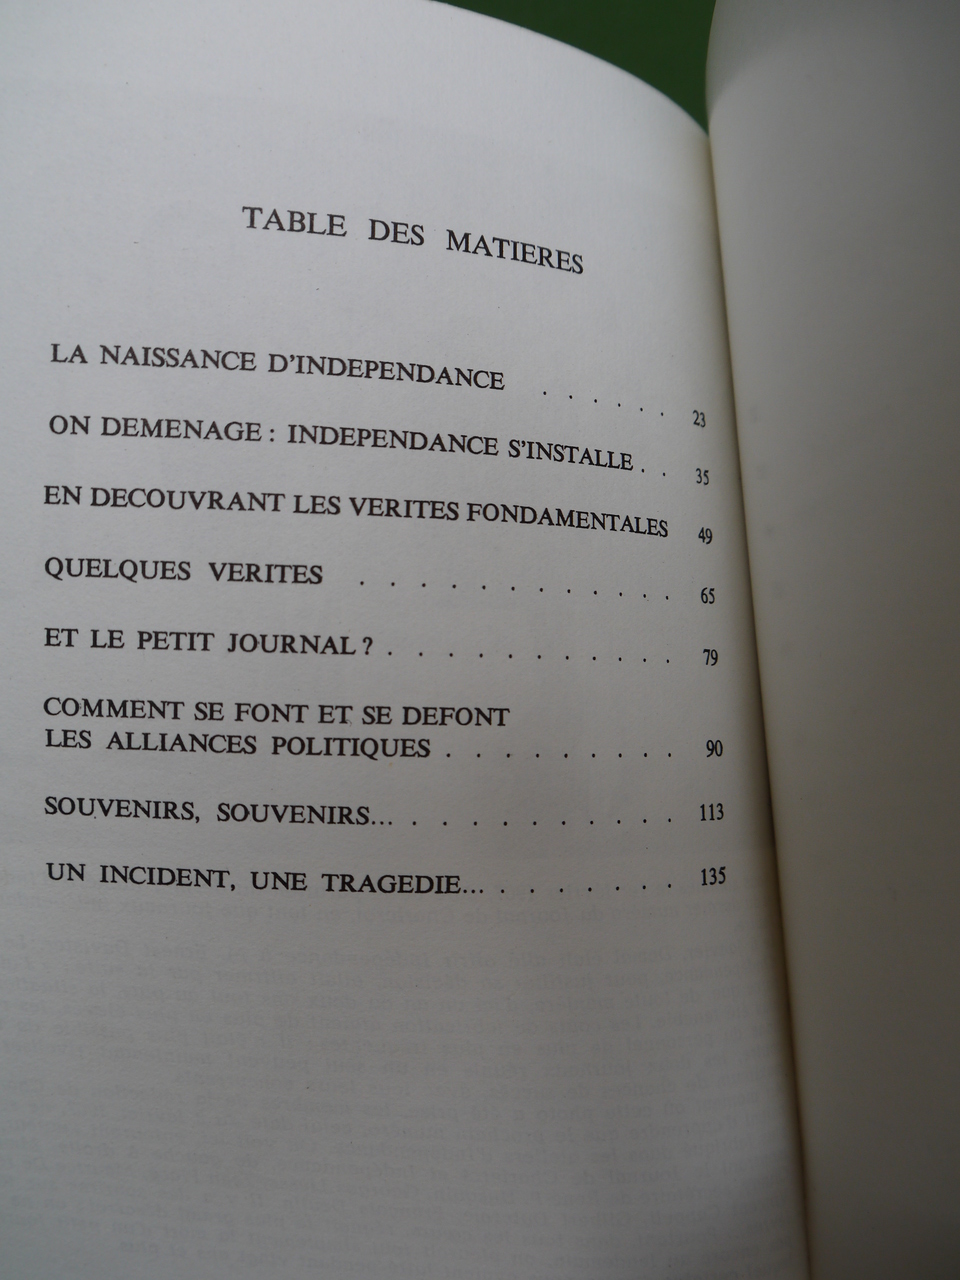 TABLE DES MATIERES
LA NAISSANCE D'INDEPENDANCE . . . . . . 23
ON DEMENAGE : INDEPENDANCE S'INSTALLE . . 35
EN DECOUVRANT LES VERITES FONDAMENTALES 49
QUELQUES VERITES . . . . . . . . . . . 65
ET LE PETIT JOURNAL ? . . . . . . . . . . 79
COMMENT SE FONT ET SE DEFONT
LES ALLIANCES POLITIQUES . . . . . . . . 90
SOUVENIRS, SOUVENIRS... . . . . . . . . . . 113
UN INCIDENT, UNE TRAGEDIE... . . . . . . . 135